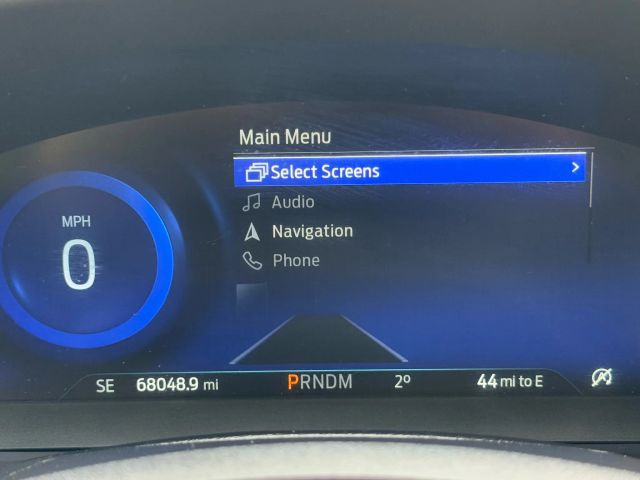 Main Menu
Select Screens
Audio
MPH
0
Navigation
Phone
SE 68048.9 mi PRNDM 2° 44 mi to E